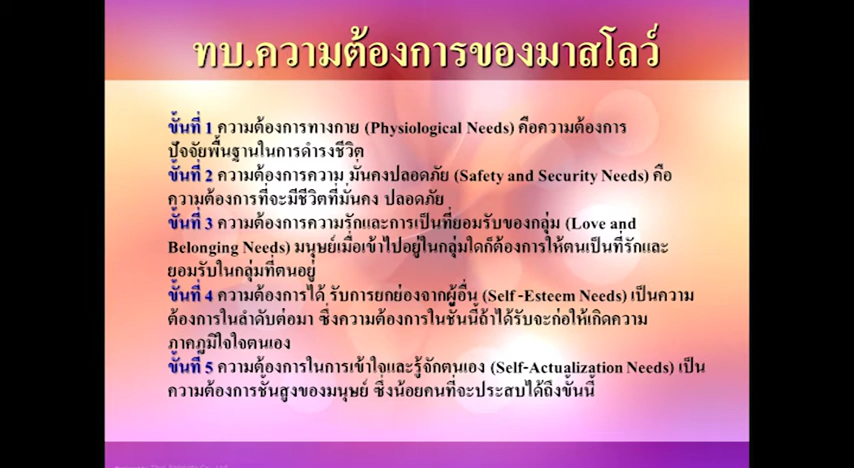 ทบ.ความต้องการของมาสโลว์
ขั้นที่ 1 ความต้องการทางกาย (Physiological Needs) คือความต้องการ
ปัจจัยพื้นฐานในการดำรงชีวิต
ขั้นที่ 2 ความต้องการความ มั่นคงปลอดภัย (Safety and Security Needs) คือ
ความต้องการที่จะมีชีวิตที่มั่นคง ปลอดภัย
ขั้นที่ 3 ความต้องการความรักและการเป็นที่ยอมรับของกลุ่ม (Love and
Belonging Needs) มนุษย์เมื่อเข้าไปอยู่ในกลุ่มใดก็ต้องการให้ตนเป็นที่รักและ
ยอมรับในกลุ่มที่ตนอยู่
ขั้นที่ 4 ความต้องการได้ รับการยกย่องจากผู้อื่น (Self -Esteem Needs) เป็นความ
ต้องการในลำดับต่อมา ซึ่งความต้องการในชั้นนี้ถ้าได้รับจะก่อให้เกิดความ
ภาคภูมิใจใจตนเอง
ขั้นที่ 5 ความต้องการในการเข้าใจและรู้จักตนเอง (Self-Actualization Needs) เป็น
ความต้องการชั้นสูงของมนุษย์ ซึ่งน้อยคนที่จะประสบได้ถึงขั้นนี้